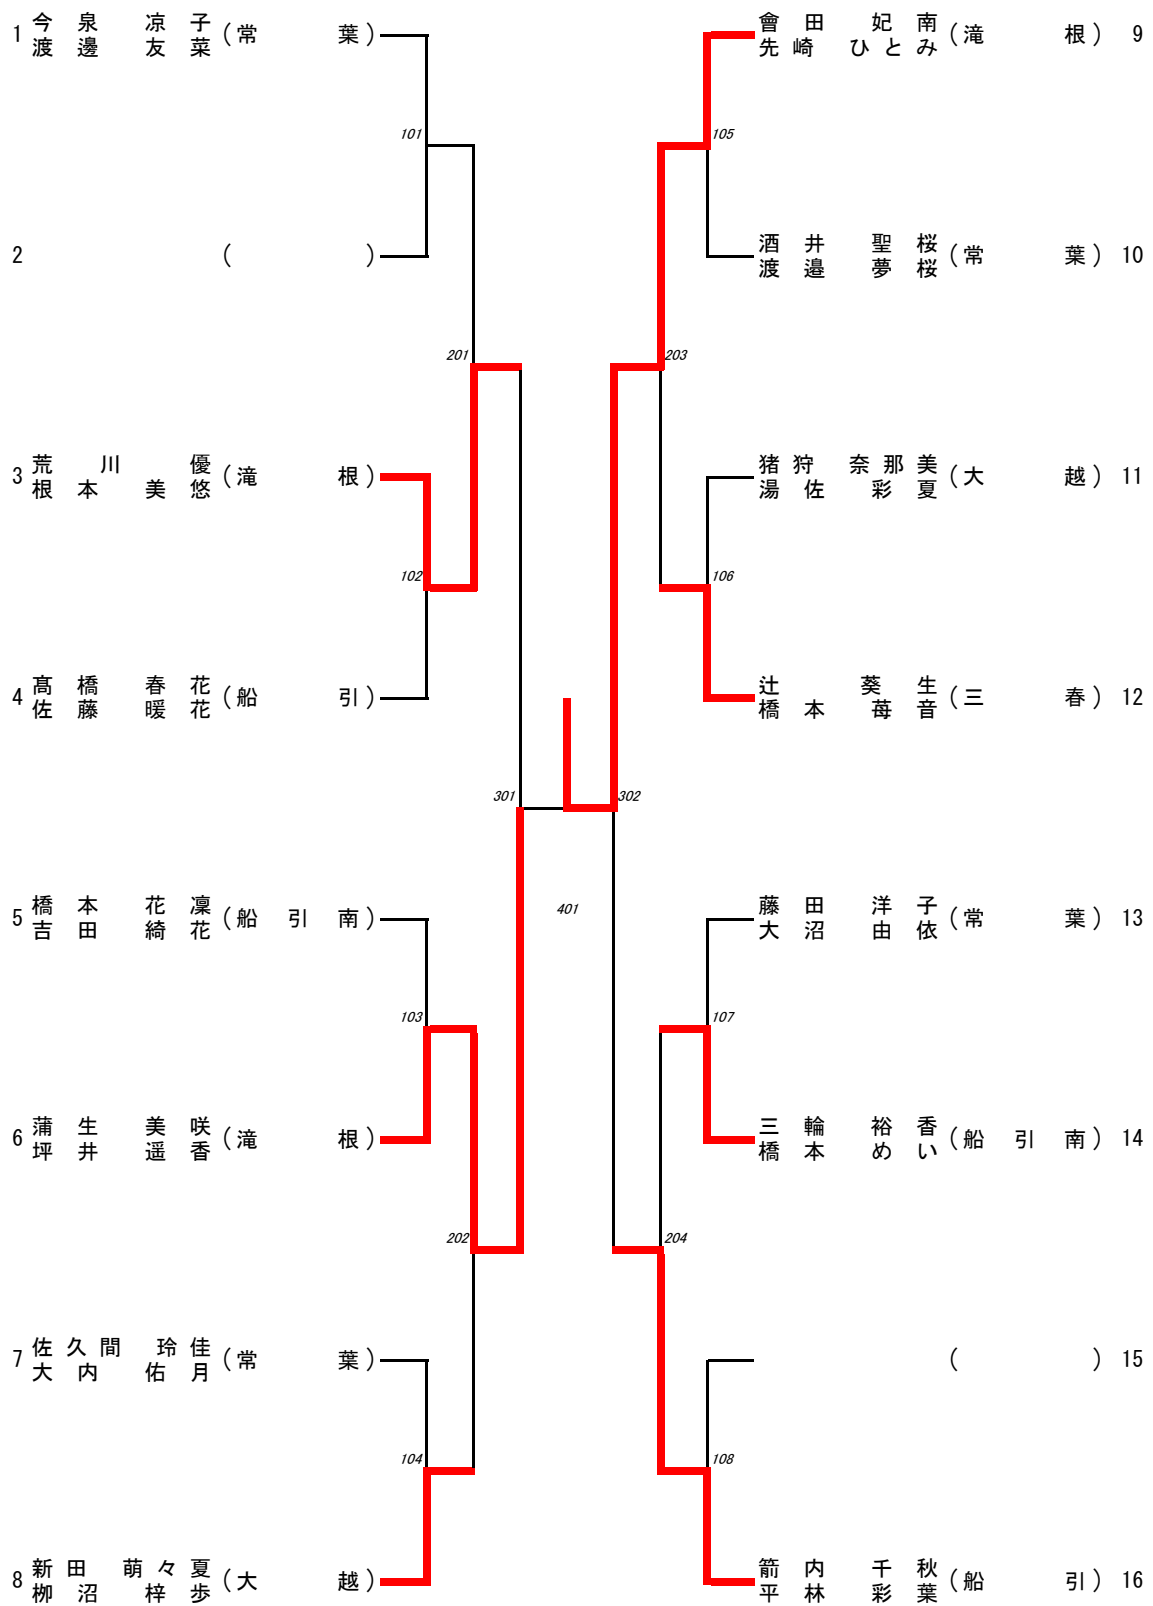 1 今泉 凉子 (常葉)
渡邊 友菜
2 ( )
3 荒川 優 (滝根)
根本 美悠
4 髙橋 春花 (船引)
佐藤 暖花
5 橋本 花凜 (船引南)
吉田 綺花
6 蒲生 美咲 (滝根)
坪井 遥香
7 佐久間 玲佳 (常葉)
大内 佑月
8 新田 萌々夏 (大越)
栁沼 梓歩
101
102
103
104
201
202
301
401
302
203
204
105
106
107
108
會田 妃南 (滝根) 9
先崎 ひとみ
酒井 聖桜 (常葉) 10
渡邉 夢桜
猪狩 奈那美 (大越) 11
湯佐 彩夏
辻 葵生 (三春) 12
橋本 苺音
藤田 洋子 (常葉) 13
大沼 由依
三輪 裕香 (船引南) 14
橋本 めい
( ) 15
箭内 千秋 (船引) 16
平林 彩葉